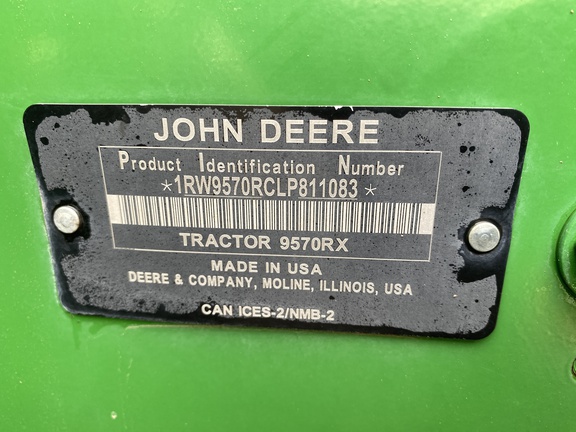 JOHN DEERE
Product Identification Number
*1RW9570RCLP811083*
TRACTOR 9570RX
MADE IN USA
DEERE & COMPANY, MOLINE, ILLINOIS, USA
CAN ICES-2/NMB-2